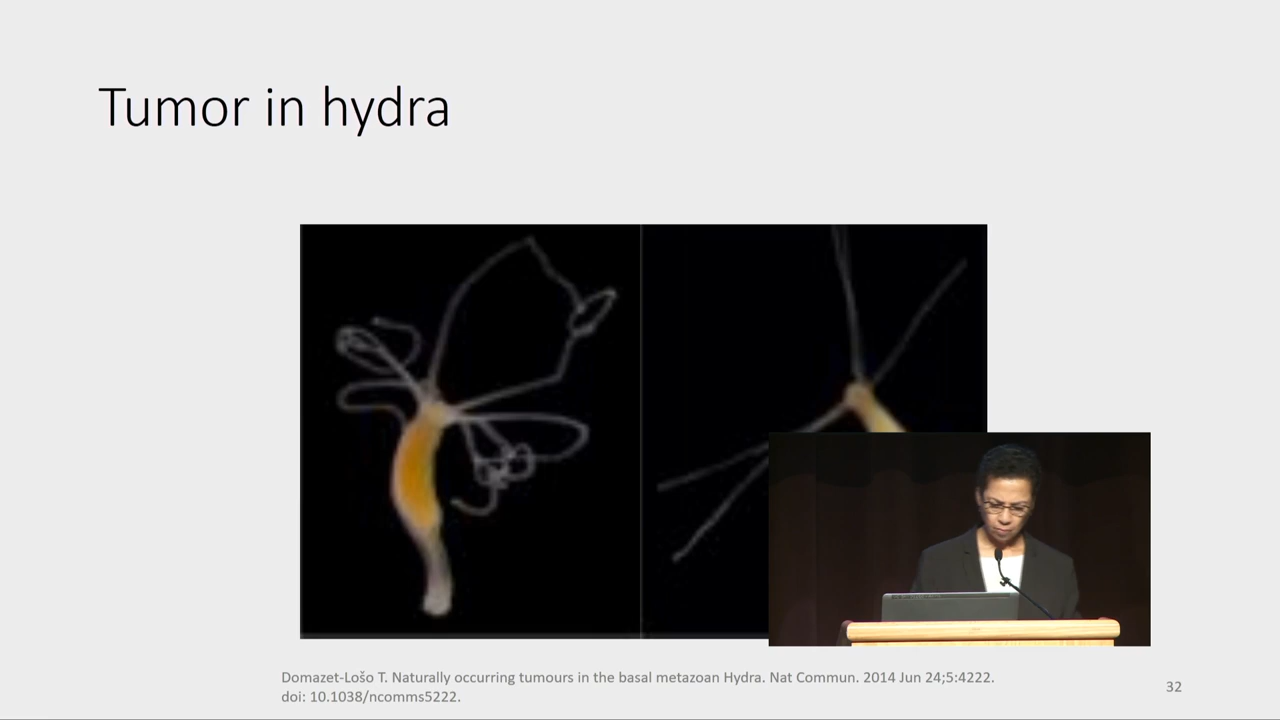 Tumor in hydra
Domazet-Lošo T. Naturally occurring tumours in the basal metazoan Hydra. Nat Commun. 2014 Jun 24;5:4222.
doi: 10.1038/ncomms5222.
32